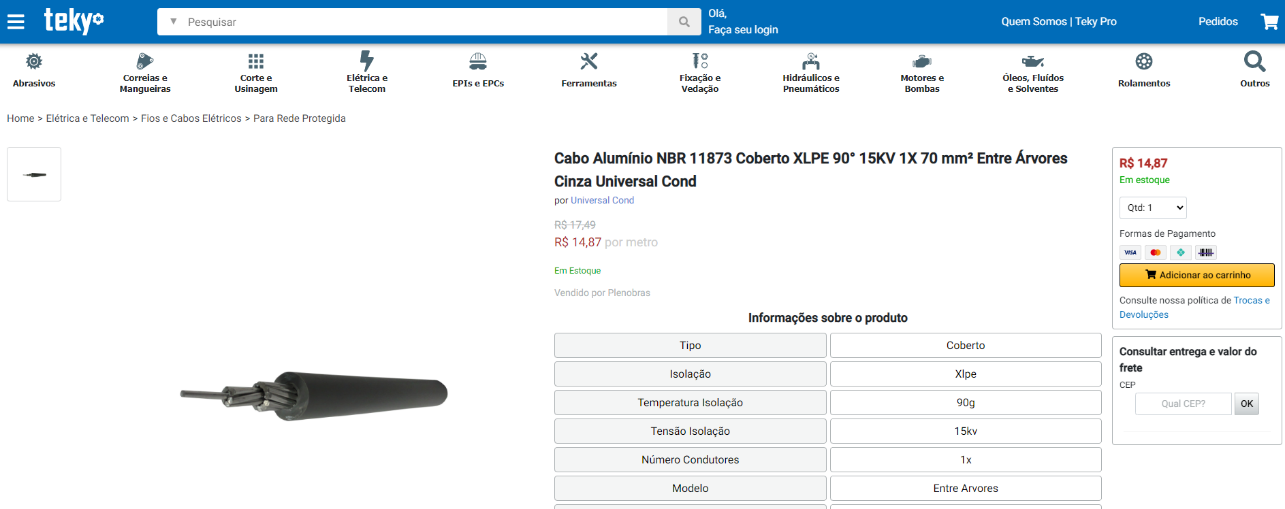 teky
Pesquisar
Olá,
Faça seu login
Quem Somos | Teky Pro
Pedidos
Abrasivos
Correias e
Mangueiras
Corte e
Usinagem
Elétrica e
Telecom
EPIs e EPCs
Ferramentas
Fixação e
Vedação
Hidráulicos e
Pneumáticos
Motores e
Bombas
Óleos, Fluídos
e Solventes
Rolamentos
Outros
Home > Elétrica e Telecom > Fios e Cabos Elétricos > Para Rede Protegida
Cabo Alumínio NBR 11873 Coberto XLPE 90° 15KV 1X 70 mm² Entre Árvores
Cinza Universal Cond
por Universal Cond
R$ 17,49
R$ 14,87 por metro
Em Estoque
Vendido por Plenobras
Informações sobre o produto
Tipo Coberto
Isolação Xlpe
Temperatura Isolação 90g
Tensão Isolação 15kv
Número Condutores 1x
Modelo Entre Arvores
R$ 14,87
Em estoque
Qtd: 1
Formas de Pagamento
VISA
Adicionar ao carrinho
Consulte nossa política de Trocas e
Devoluções
Consultar entrega e valor do
frete
CEP
Qual CEP? OK